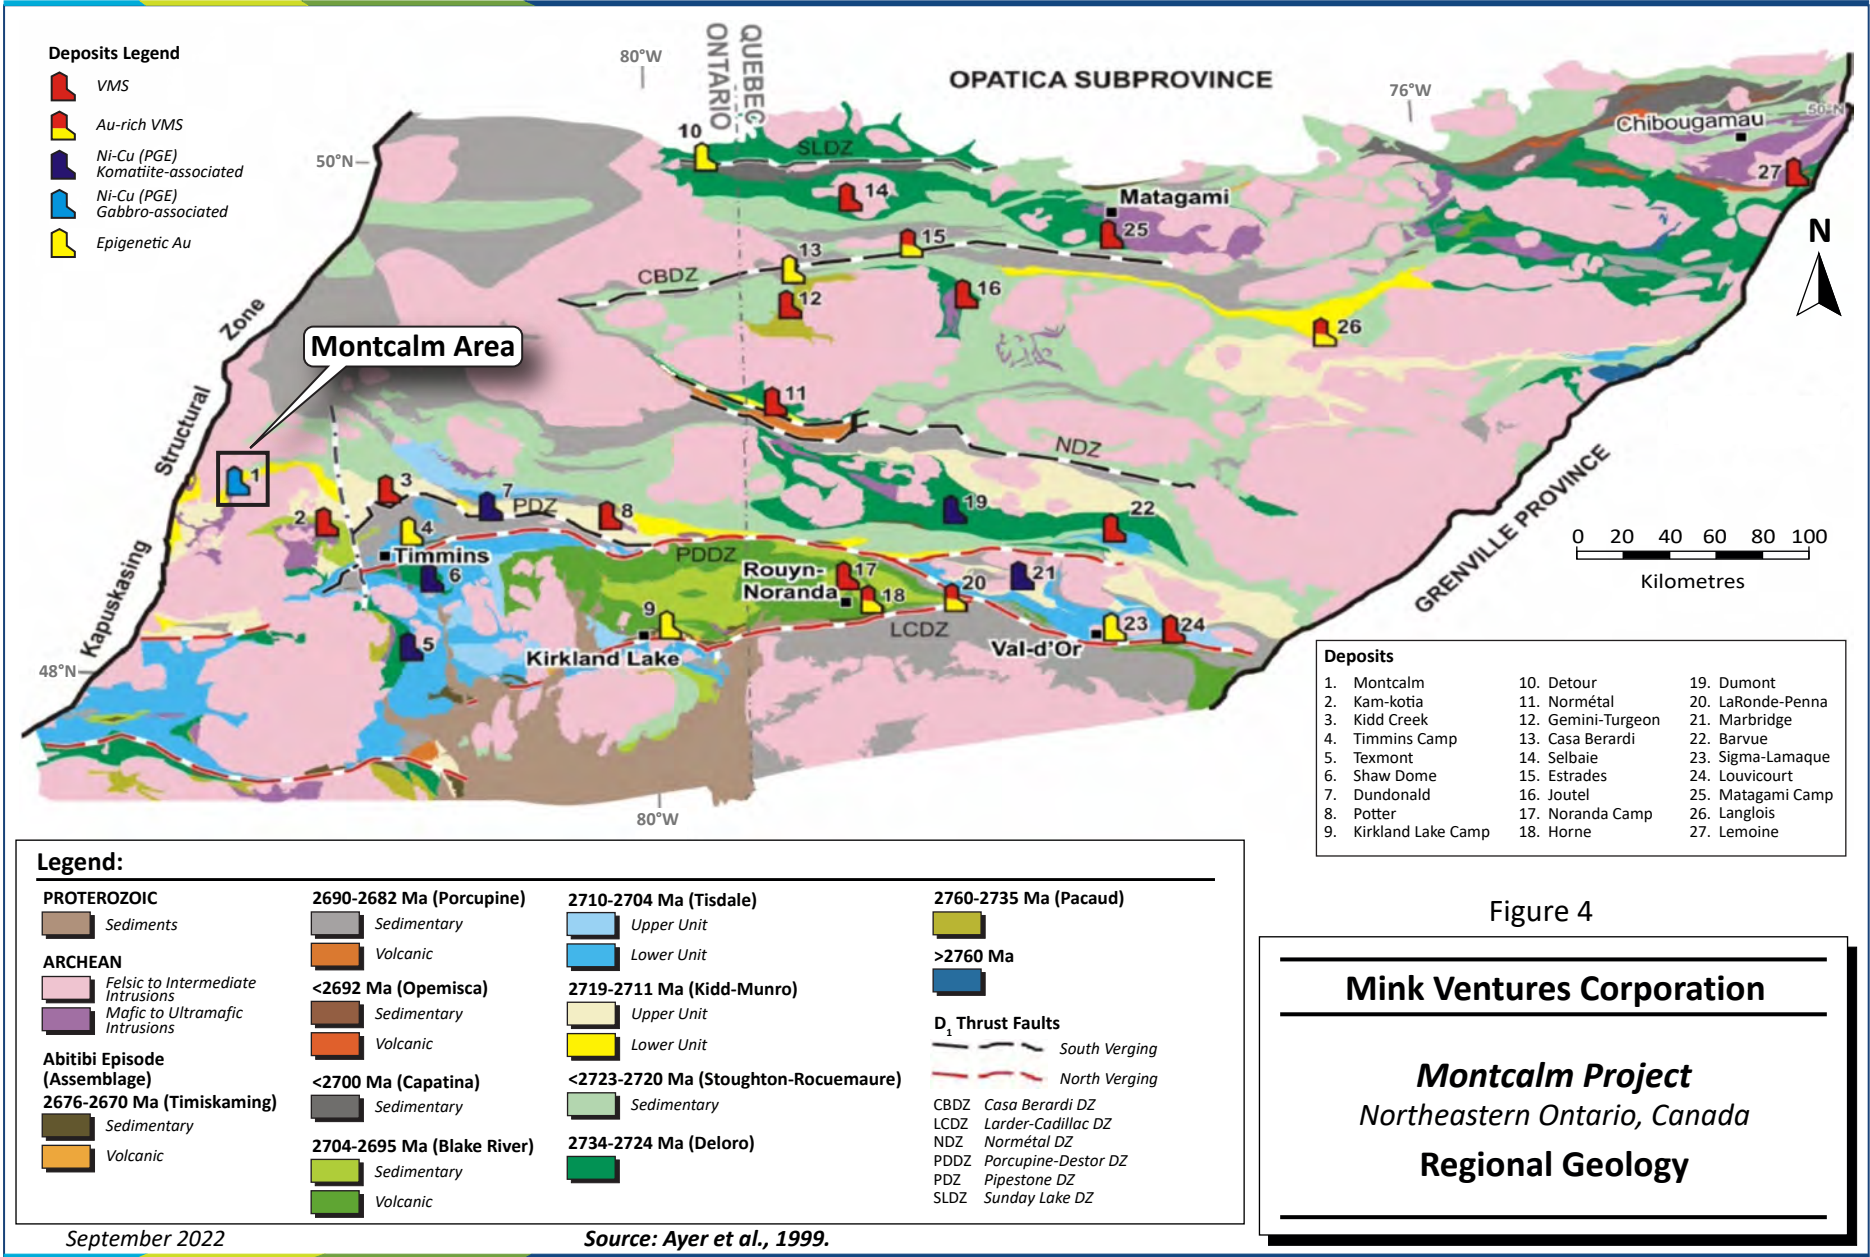 Deposits Legend
VMS
Au-rich VMS
Ni-Cu (PGE)
Komatiite-associated
Ni-Cu (PGE)
Gabbro-associated
Epigenetic Au
80°W
ONTARIO
QUEBEC
OPATICA SUBPROVINCE
76°W
50°N
Chibougamau
50°N
10
SLDZ
14
Matagami
25
27
N
15
13
CBDZ
12
16
26
Zone
Montcalm Area
Structural
11
NDZ
1
3
7
PDZ
8
19
22
2
4
Timmins
PDDZ
6
Rouyn-
Noranda
17
18
20
21
GRENVILLE PROVINCE
0 20 40 60 80 100
Kilometres
Kapuskasing
9
LCDZ
Val-d'Or
23
24
5
Kirkland Lake
48°N
80°W
Deposits
1. Montcalm
2. Kam-kotia
3. Kidd Creek
4. Timmins Camp
5. Texmont
6. Shaw Dome
7. Dundonald
8. Potter
9. Kirkland Lake Camp
10. Detour
11. Normétal
12. Gemini-Turgeon
13. Casa Berardi
14. Selbaie
15. Estrades
16. Joutel
17. Noranda Camp
18. Horne
19. Dumont
20. LaRonde-Penna
21. Marbridge
22. Barvue
23. Sigma-Lamaque
24. Louvicourt
25. Matagami Camp
26. Langlois
27. Lemoine
Legend:
PROTEROZOIC
Sediments
ARCHEAN
Felsic to Intermediate
Intrusions
Mafic to Ultramafic
Intrusions
Abitibi Episode
(Assemblage)
2676-2670 Ma (Timiskaming)
Sedimentary
Volcanic
2690-2682 Ma (Porcupine)
Sedimentary
Volcanic
<2692 Ma (Opemisca)
Sedimentary
Volcanic
<2700 Ma (Capatina)
Sedimentary
2704-2695 Ma (Blake River)
Sedimentary
Volcanic
2710-2704 Ma (Tisdale)
Upper Unit
Lower Unit
2719-2711 Ma (Kidd-Munro)
Upper Unit
Lower Unit
<2723-2720 Ma (Stoughton-Rocuemaure)
Sedimentary
2734-2724 Ma (Deloro)
2760-2735 Ma (Pacaud)
>2760 Ma
D1 Thrust Faults
South Verging
North Verging
CBDZ Casa Berardi DZ
LCDZ Larder-Cadillac DZ
NDZ Normétal DZ
PDDZ Porcupine-Destor DZ
PDZ Pipestone DZ
SLDZ Sunday Lake DZ
Figure 4
Mink Ventures Corporation
Montcalm Project
Northeastern Ontario, Canada
Regional Geology
September 2022
Source: Ayer et al., 1999.